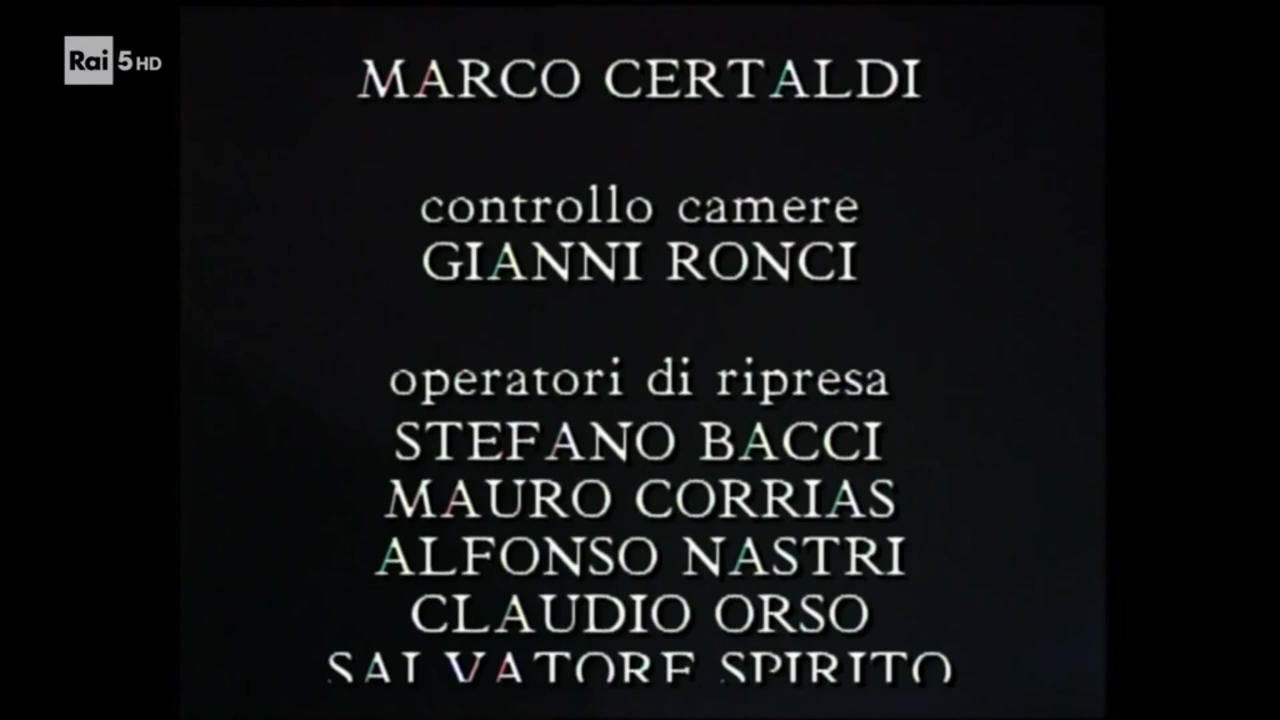 Rai 5 HD
MARCO CERTALDI
controllo camere
GIANNI RONCI
operatori di ripresa
STEFANO BACCI
MAURO CORRIAS
ALFONSO NASTRI
CLAUDIO ORSO
SALVATORE SPIRITO